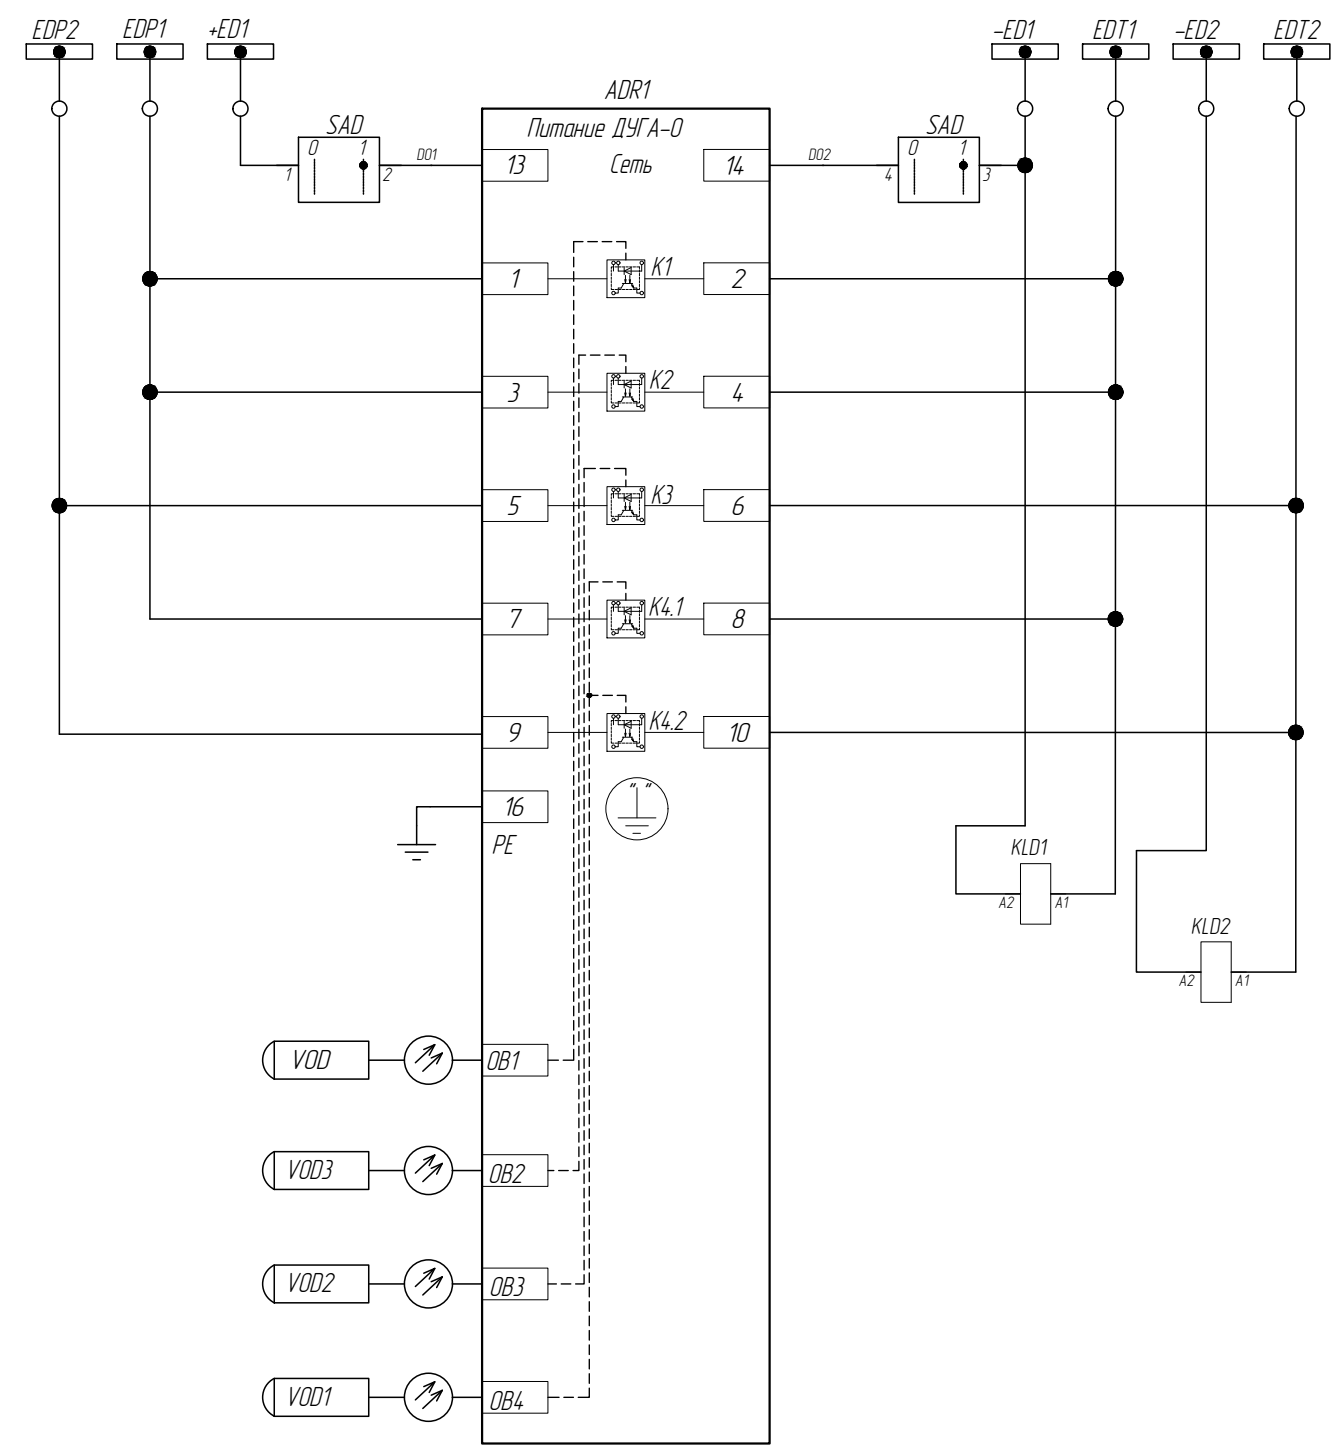 EDP2 EDP1 +ED1 -ED1 EDT1 -ED2 EDT2
ADR1
Питание ДУГА-О
SAD SAD
0 1 0 1
1 2 D01 13 Сеть 14 D02 4 3
1 K1 2
3 K2 4
5 K3 6
7 K4.1 8
9 K4.2 10
16
PE
KLD1
A2 A1
KLD2
A2 A1
VOD OB1
VOD3 OB2
VOD2 OB3
VOD1 OB4